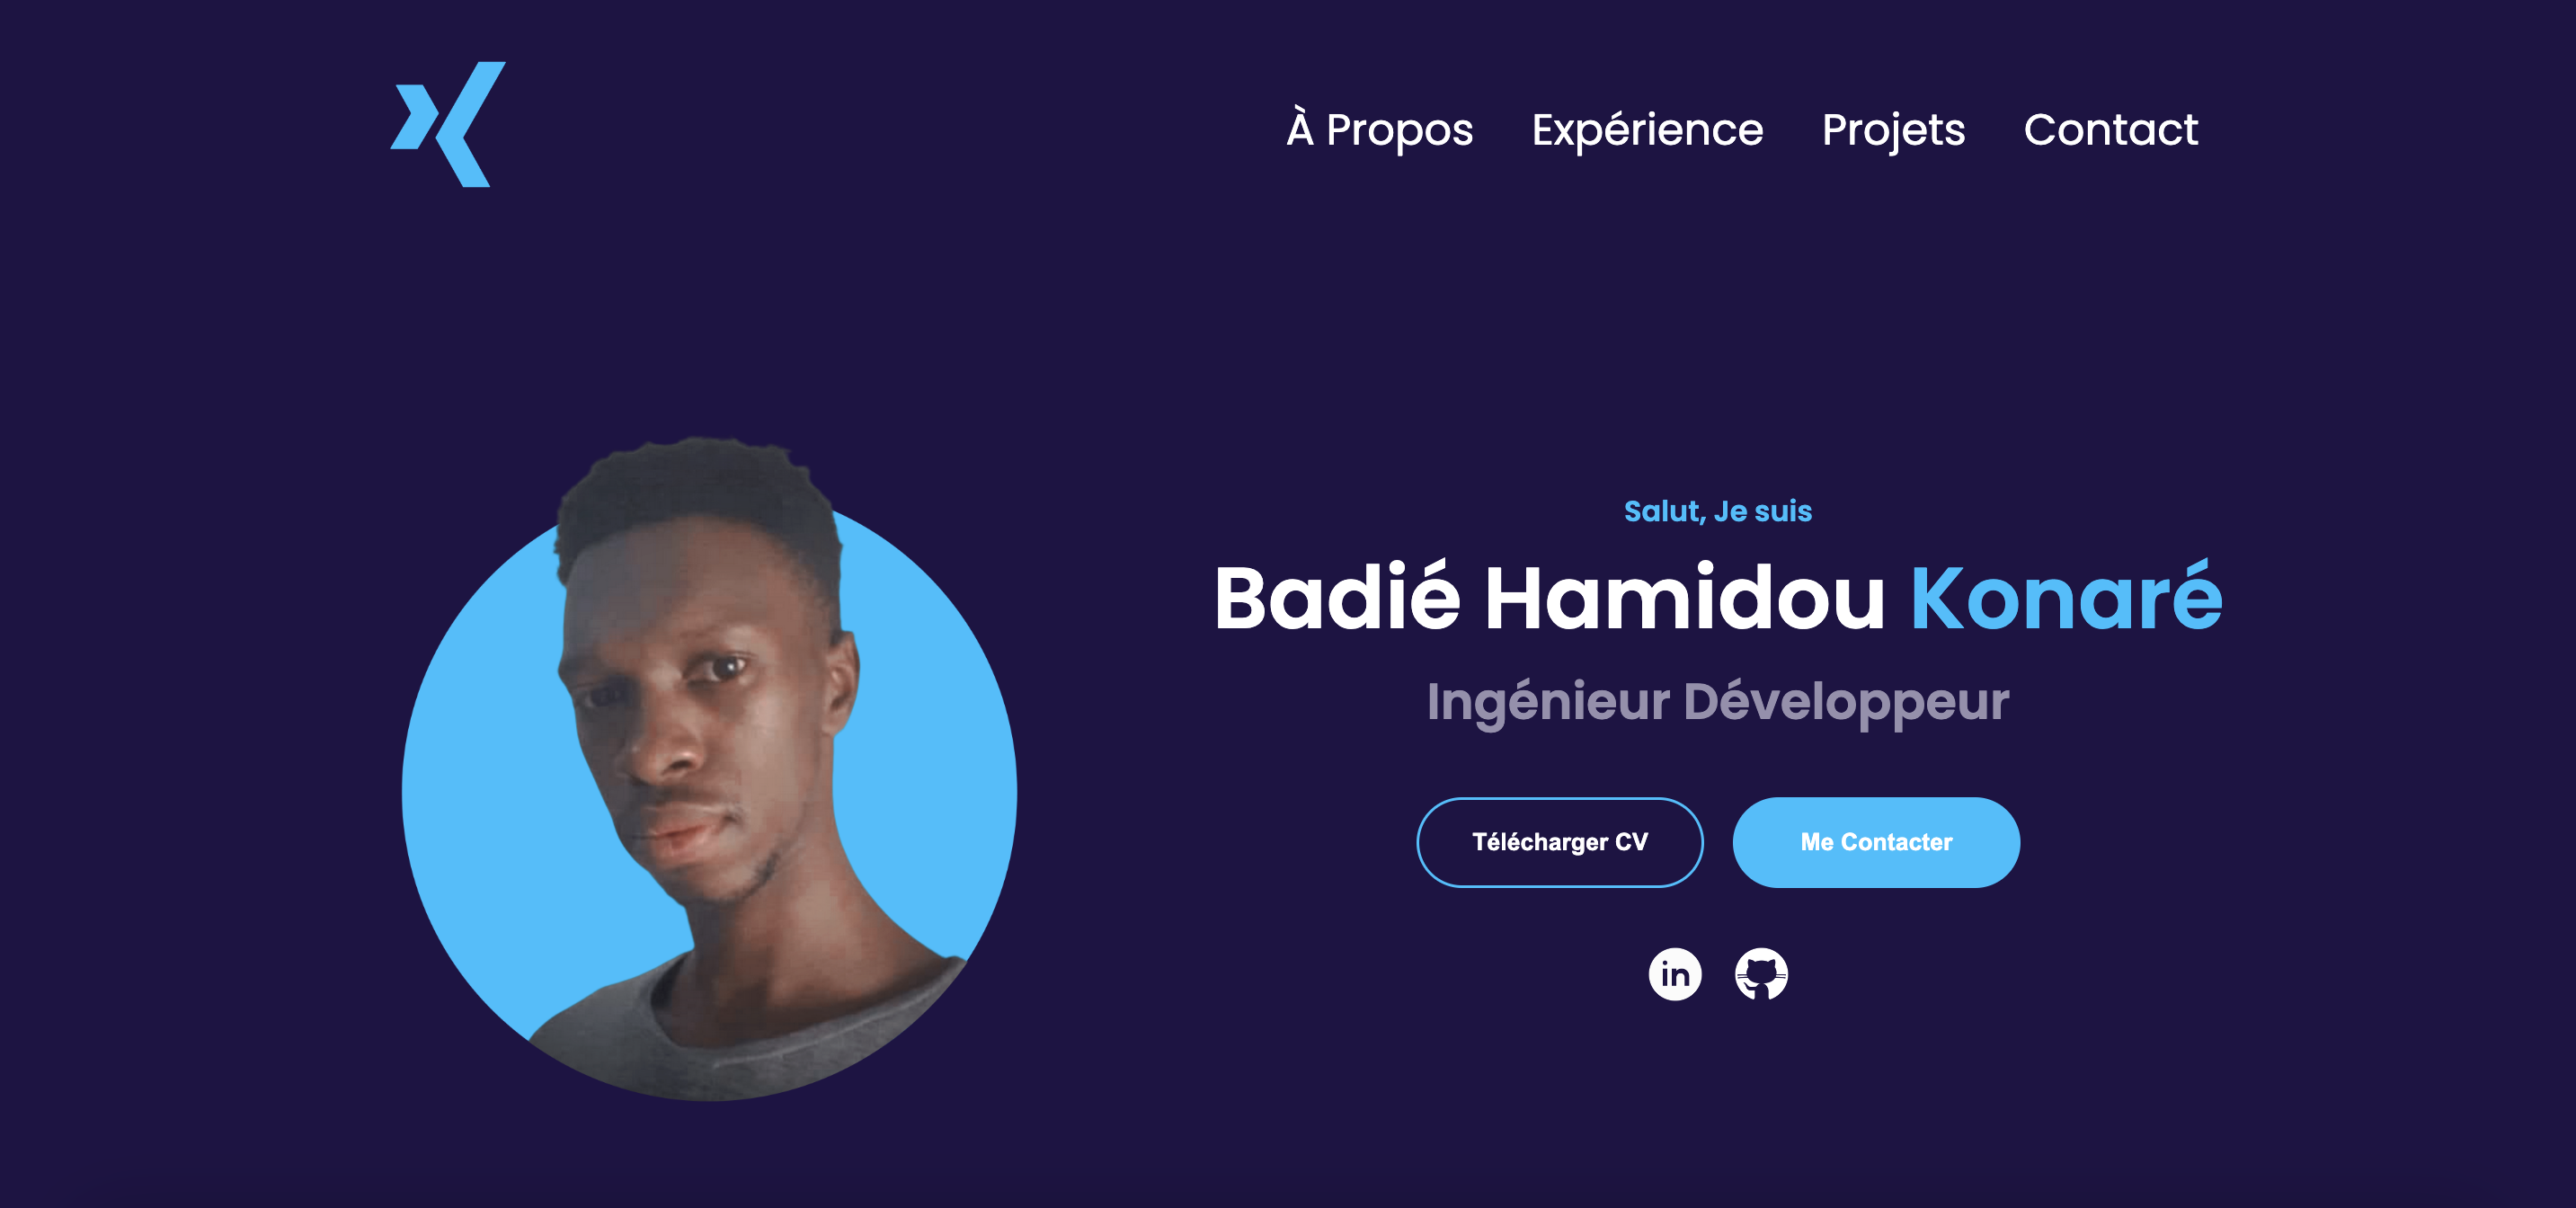 À Propos Expérience Projets Contact
Salut, Je suis
Badié Hamidou Konaré
Ingénieur Développeur
Télécharger CV Me Contacter
in